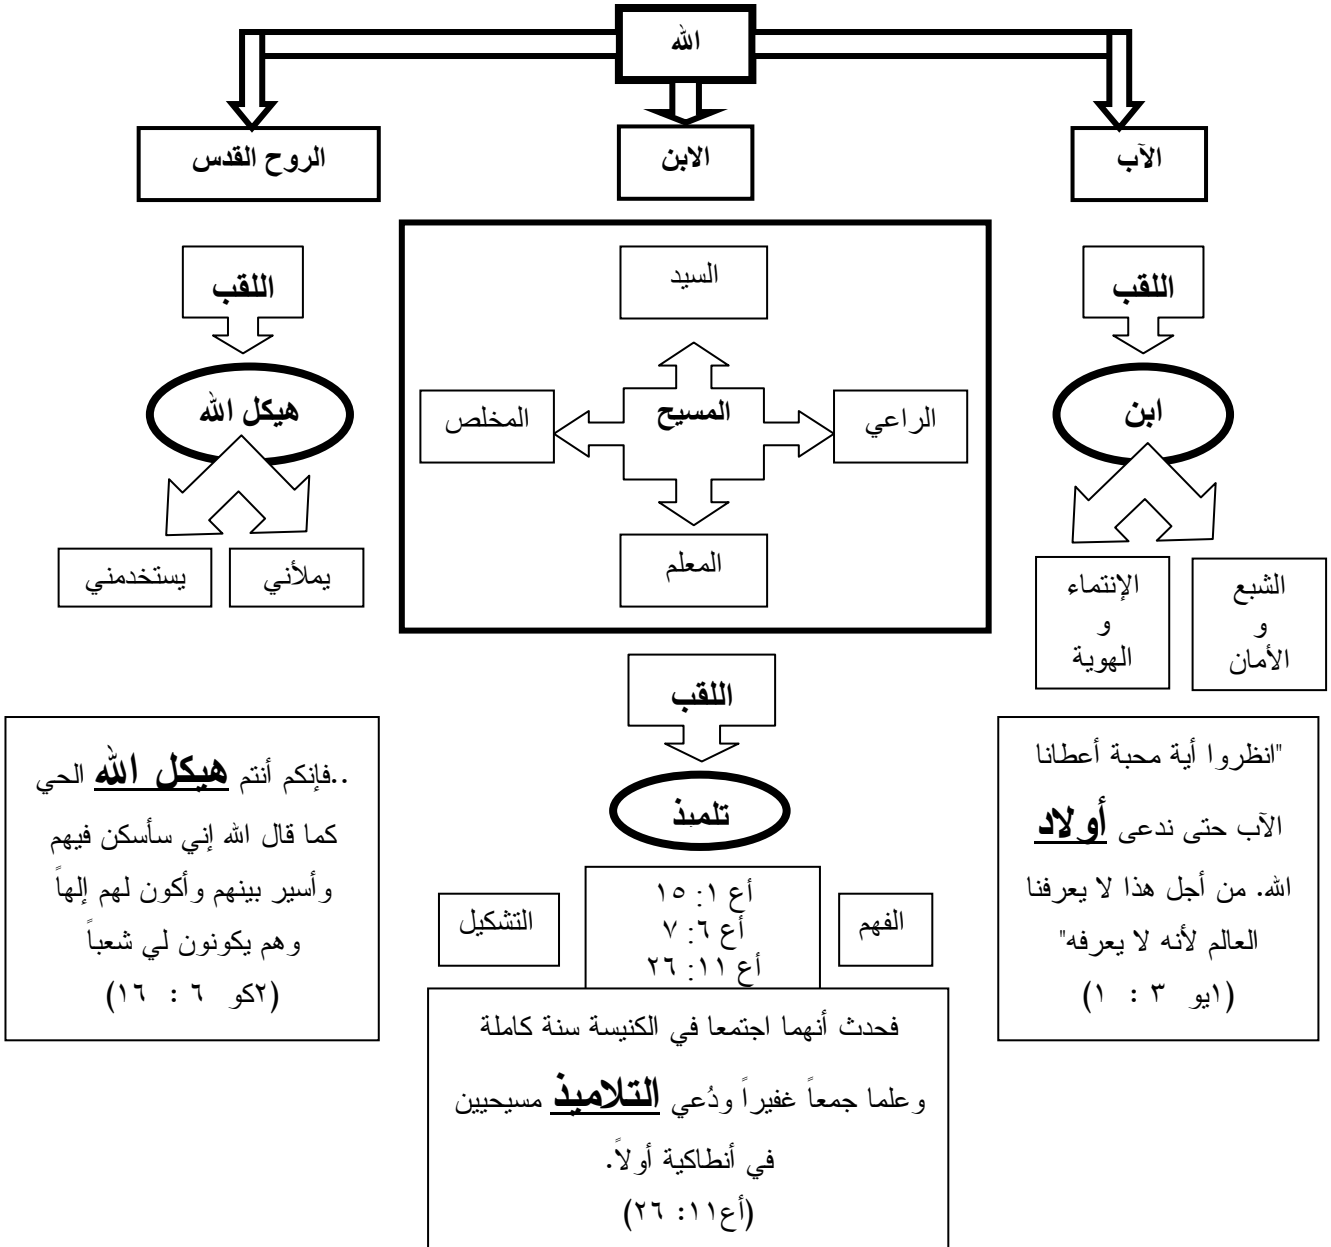 الله
الآب
الابن
الروح القدس
اللقب
ابن
الشبع
و
الأمان
الإنتماء
و
الهوية
"انظروا أية محبة أعطانا
الآب حتى ندعى أولاد
الله. من أجل هذا لا يعرفنا
العالم لأنه لا يعرفه"
(١يو ٣ : ١)
السيد
الراعي
المسيح
المخلص
المعلم
اللقب
تلميذ
الفهم
أع ١: ١٥
أع ٦: ٧
أع ١١: ٢٦
التشكيل
فحدث أنهما اجتمعا في الكنيسة سنة كاملة
وعلما جمعاً غفيراً ودُعي التلاميذ مسيحيين
في أنطاكية أولاً.
(أع١١: ٢٦)
اللقب
هيكل الله
يملأني
يستخدمني
..فإنكم أنتم هيكل الله الحي
كما قال الله إني سأسكن فيهم
وأسير بينهم وأكون لهم إلهاً
وهم يكونون لي شعباً
(٢كو ٦ : ١٦)